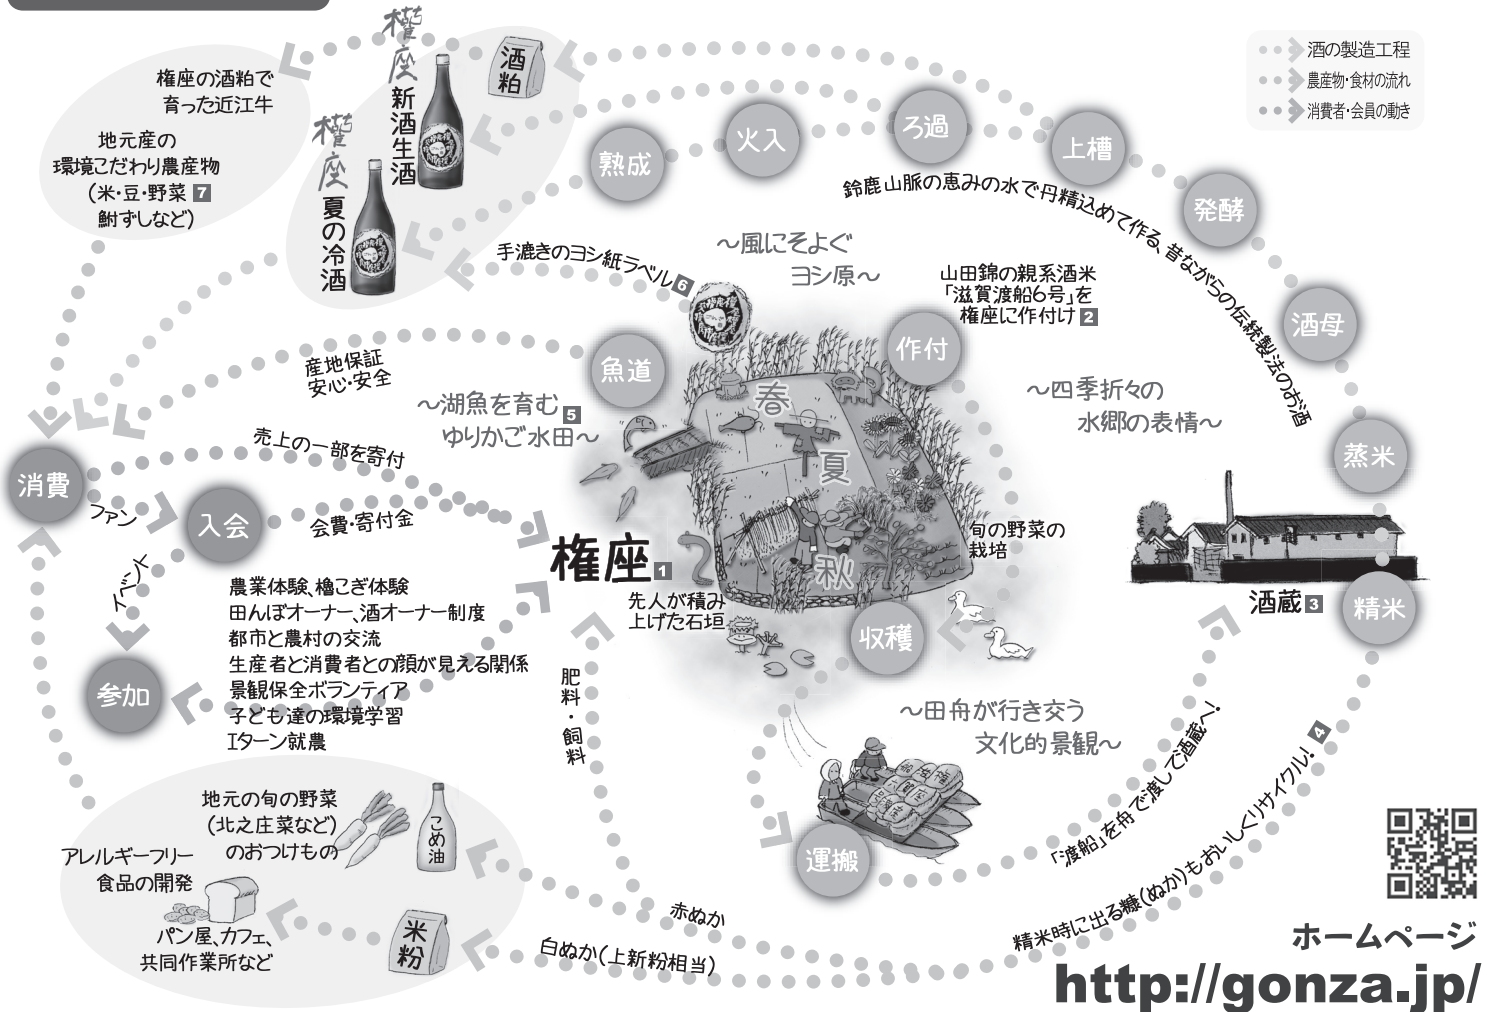 酒の製造工程
農産物・食材の流れ
消費者・会員の動き
権座の酒粕で
育った近江牛
地元産の
環境こだわり農産物
(米・豆・野菜 7
鮒ずしなど)
権座
新酒生酒
酒粕
権座
夏の冷酒
熟成
火入
ろ過
上槽
発酵
酒母
蒸米
精米
鈴鹿山脈の恵みの水で丹精込めて作る、昔ながらの伝統製法のお酒
手漉きのヨシ紙ラベル 6
〜風にそよぐ
ヨシ原〜
山田錦の親系酒米
「滋賀渡船6号」を
権座に作付け 2
作付
魚道
産地保証
安心・安全
〜湖魚を育む 5
ゆりかご水田〜
〜四季折々の
水郷の表情〜
春
夏
秋
旬の野菜の
栽培
酒蔵 3
消費
売上の一部を寄付
ファン
入会
会費・寄付金
イベント
参加
権座 1
先人が積み
上げた石垣
収穫
農業体験、櫓こぎ体験
田んぼオーナー、酒オーナー制度
都市と農村の交流
生産者と消費者との顔が見える関係
景観保全ボランティア
子ども達の環境学習
Iターン就農
肥料・飼料
〜田舟が行き交う
文化的景観〜
運搬
「渡船」を舟で渡して酒蔵へ!
精米時に出る糠(ぬか)もおいしくリサイクル! 4
地元の旬の野菜
(北之庄菜など)
のおつけもの
こめ油
アレルギーフリー
食品の開発
パン屋、カフェ、
共同作業所など
米粉
赤ぬか
白ぬか(上新粉相当)
ホームページ
http://gonza.jp/